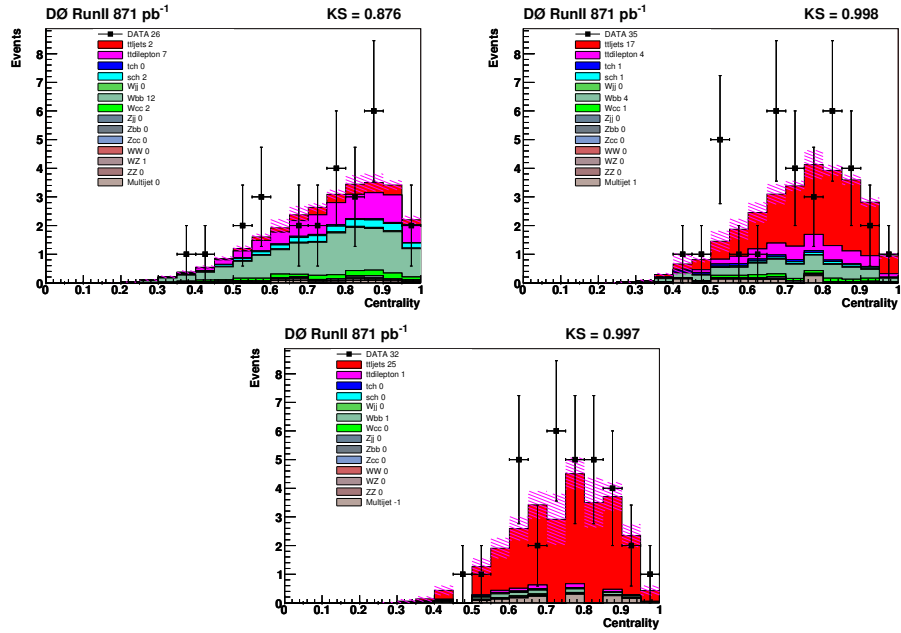 DØ RunII 871 pb-1 KS = 0.876
Events
DATA 26
ttljets 2
ttdilepton 7
tch 0
sch 2
Wjj 0
Wbb 12
Wcc 2
Zjj 0
Zbb 0
Zcc 0
WW 0
WZ 1
ZZ 0
Multijet 0
8
7
6
5
4
3
2
1
0
0 0.1 0.2 0.3 0.4 0.5 0.6 0.7 0.8 0.9 1
Centrality
DØ RunII 871 pb-1 KS = 0.998
Events
DATA 35
ttljets 17
ttdilepton 4
tch 1
sch 1
Wjj 0
Wbb 4
Wcc 1
Zjj 0
Zbb 0
Zcc 0
WW 0
WZ 0
ZZ 0
Multijet 1
8
7
6
5
4
3
2
1
0
0 0.1 0.2 0.3 0.4 0.5 0.6 0.7 0.8 0.9 1
Centrality
DØ RunII 871 pb-1 KS = 0.997
Events
DATA 32
ttljets 25
ttdilepton 1
tch 0
sch 0
Wjj 0
Wbb 1
Wcc 0
Zjj 0
Zbb 0
Zcc 0
WW 0
WZ 0
ZZ 0
Multijet -1
8
7
6
5
4
3
2
1
0
0 0.1 0.2 0.3 0.4 0.5 0.6 0.7 0.8 0.9 1
Centrality